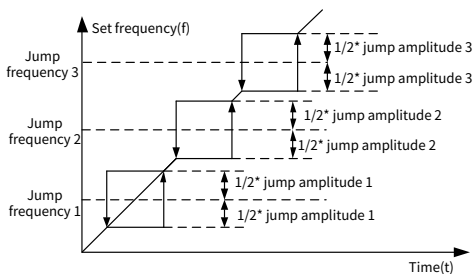 Set frequency(f)
Jump
frequency 3
1/2* jump amplitude 3
1/2* jump amplitude 3
Jump
frequency 2
1/2* jump amplitude 2
1/2* jump amplitude 2
Jump
frequency 1
1/2* jump amplitude 1
1/2* jump amplitude 1
Time(t)